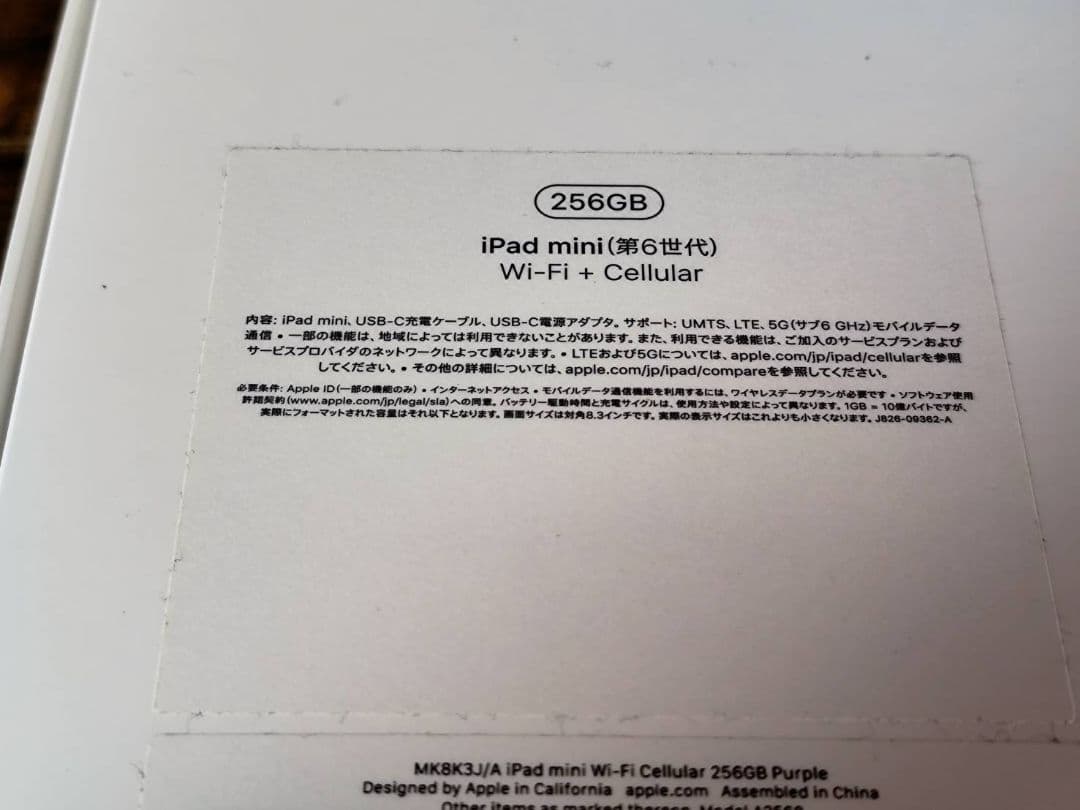 256GB
iPad mini(第6世代)
Wi-Fi + Cellular
内容: iPad mini、USB-C充電ケーブル、USB-C電源アダプタ。サポート: UMTS、LTE、5G(サブ6 GHz)モバイルデータ
通信 • 一部の機能は、地域によっては利用できないことがあります。また、利用できる機能は、ご加入のサービスプランおよび
サービスプロバイダのネットワークによって異なります。• LTEおよび5Gについては、apple.com/jp/ipad/cellularを参照
してください。• その他の詳細については、apple.com/jp/ipad/compareを参照してください。
必要条件: Apple ID(一部の機能のみ) • インターネットアクセス • モバイルデータ通信機能を利用するには、ワイヤレスデータプランが必要です • ソフトウェア使用
許諾契約(www.apple.com/jp/legal/sla)への同意。バッテリー駆動時間と充電サイクルは、使用方法や設定によって異なります。1GB = 10億バイトですが、
実際にフォーマットされた容量はそれ以下となります。画面サイズは対角8.3インチです。実際の表示サイズはこれよりも小さくなります。J826-09362-A
MK8K3J/A iPad mini Wi-Fi Cellular 256GB Purple
Designed by Apple in California apple.com Assembled in China
Other items as marked thereon Model